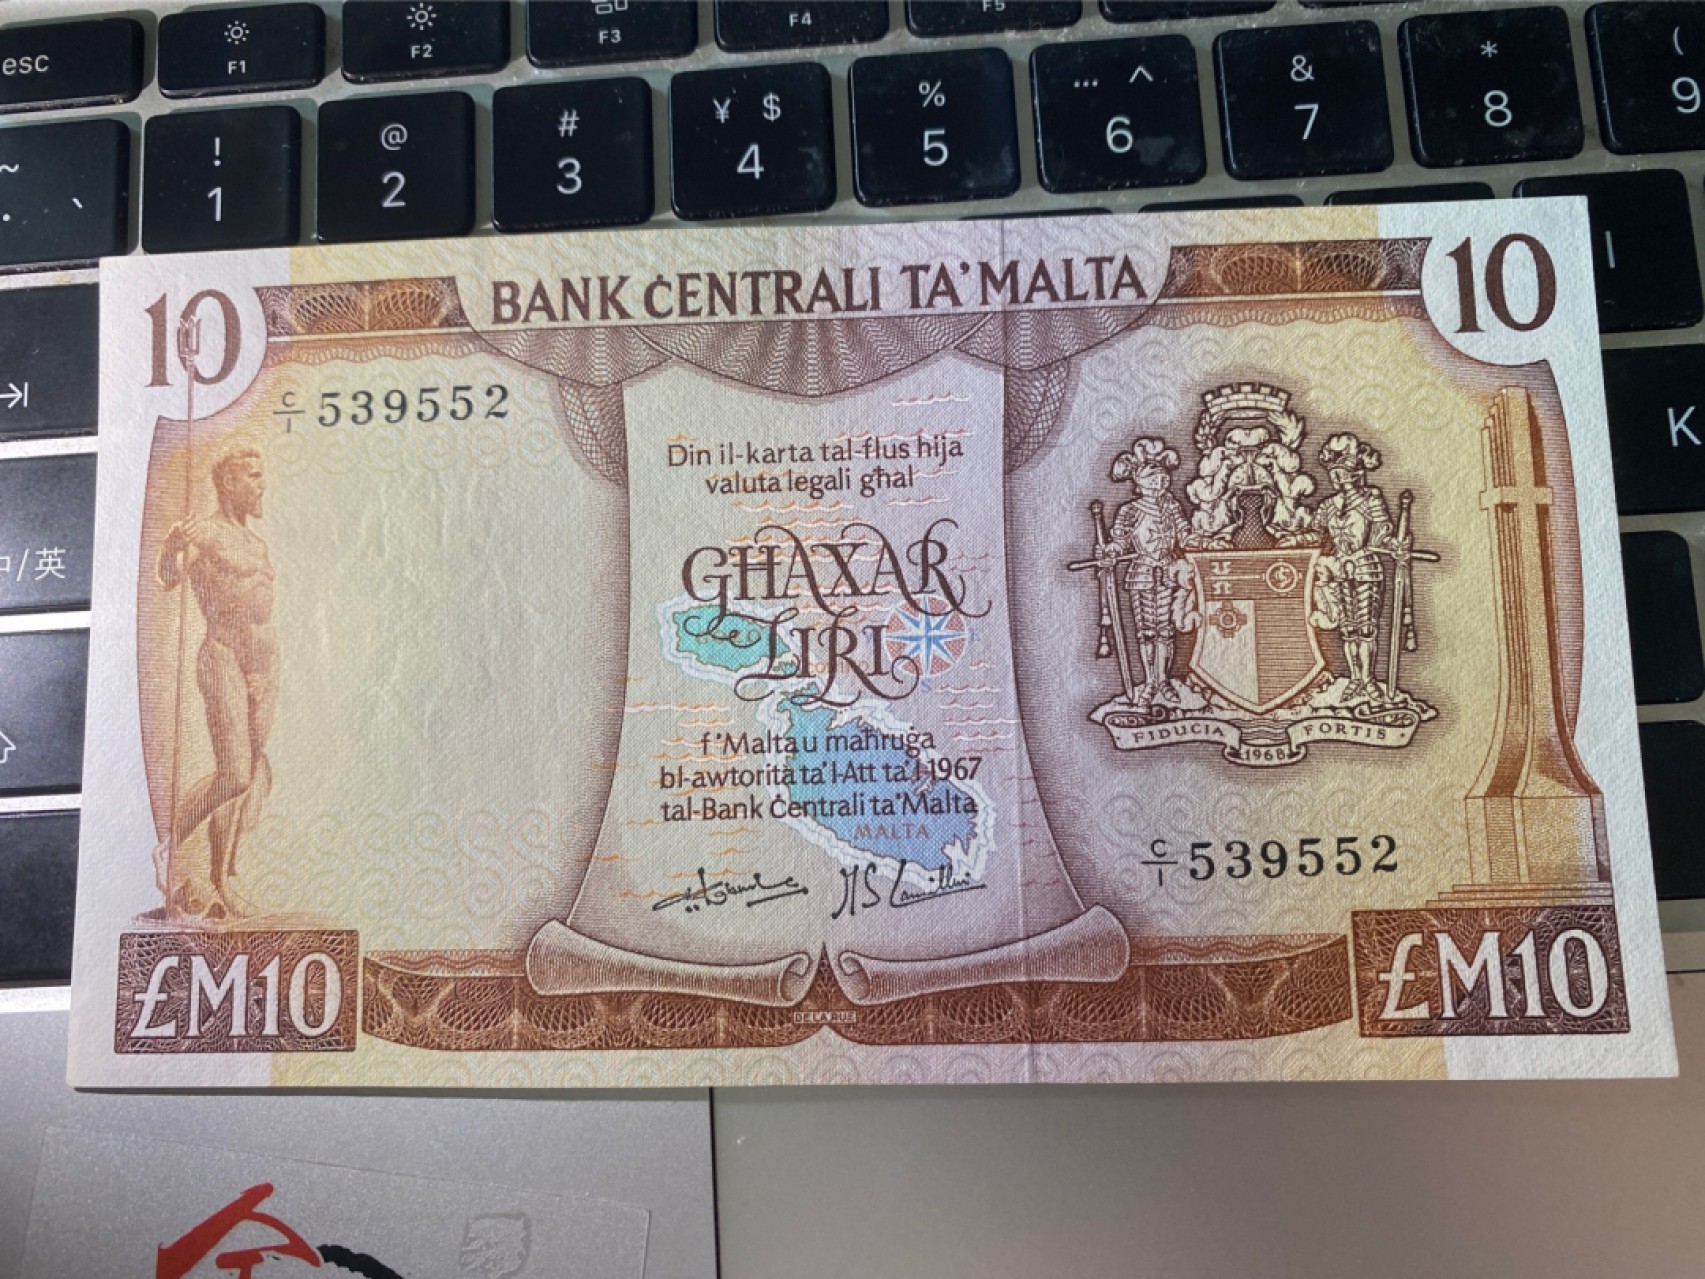 esc
F1
F2
F3
F4
F5
! 1
@ 2
# 3
¥ $ 4
% 5
… ^ 6
& 7
* 8
( 9
~ · `
中/英
I
K
10
BANK ĊENTRALI TA' MALTA
10
C/1 539552
Din il-karta tal-flus hija
valuta legali għal
GĦAXAR
LIRI
f'Malta u maħruġa
bl-awtorità ta' l-Att ta' l-1967
tal-Bank Ċentrali ta' Malta
MALTA
FIDUCIA FORTIS
1968
C/1 539552
£M10
DE LA RUE
£M10